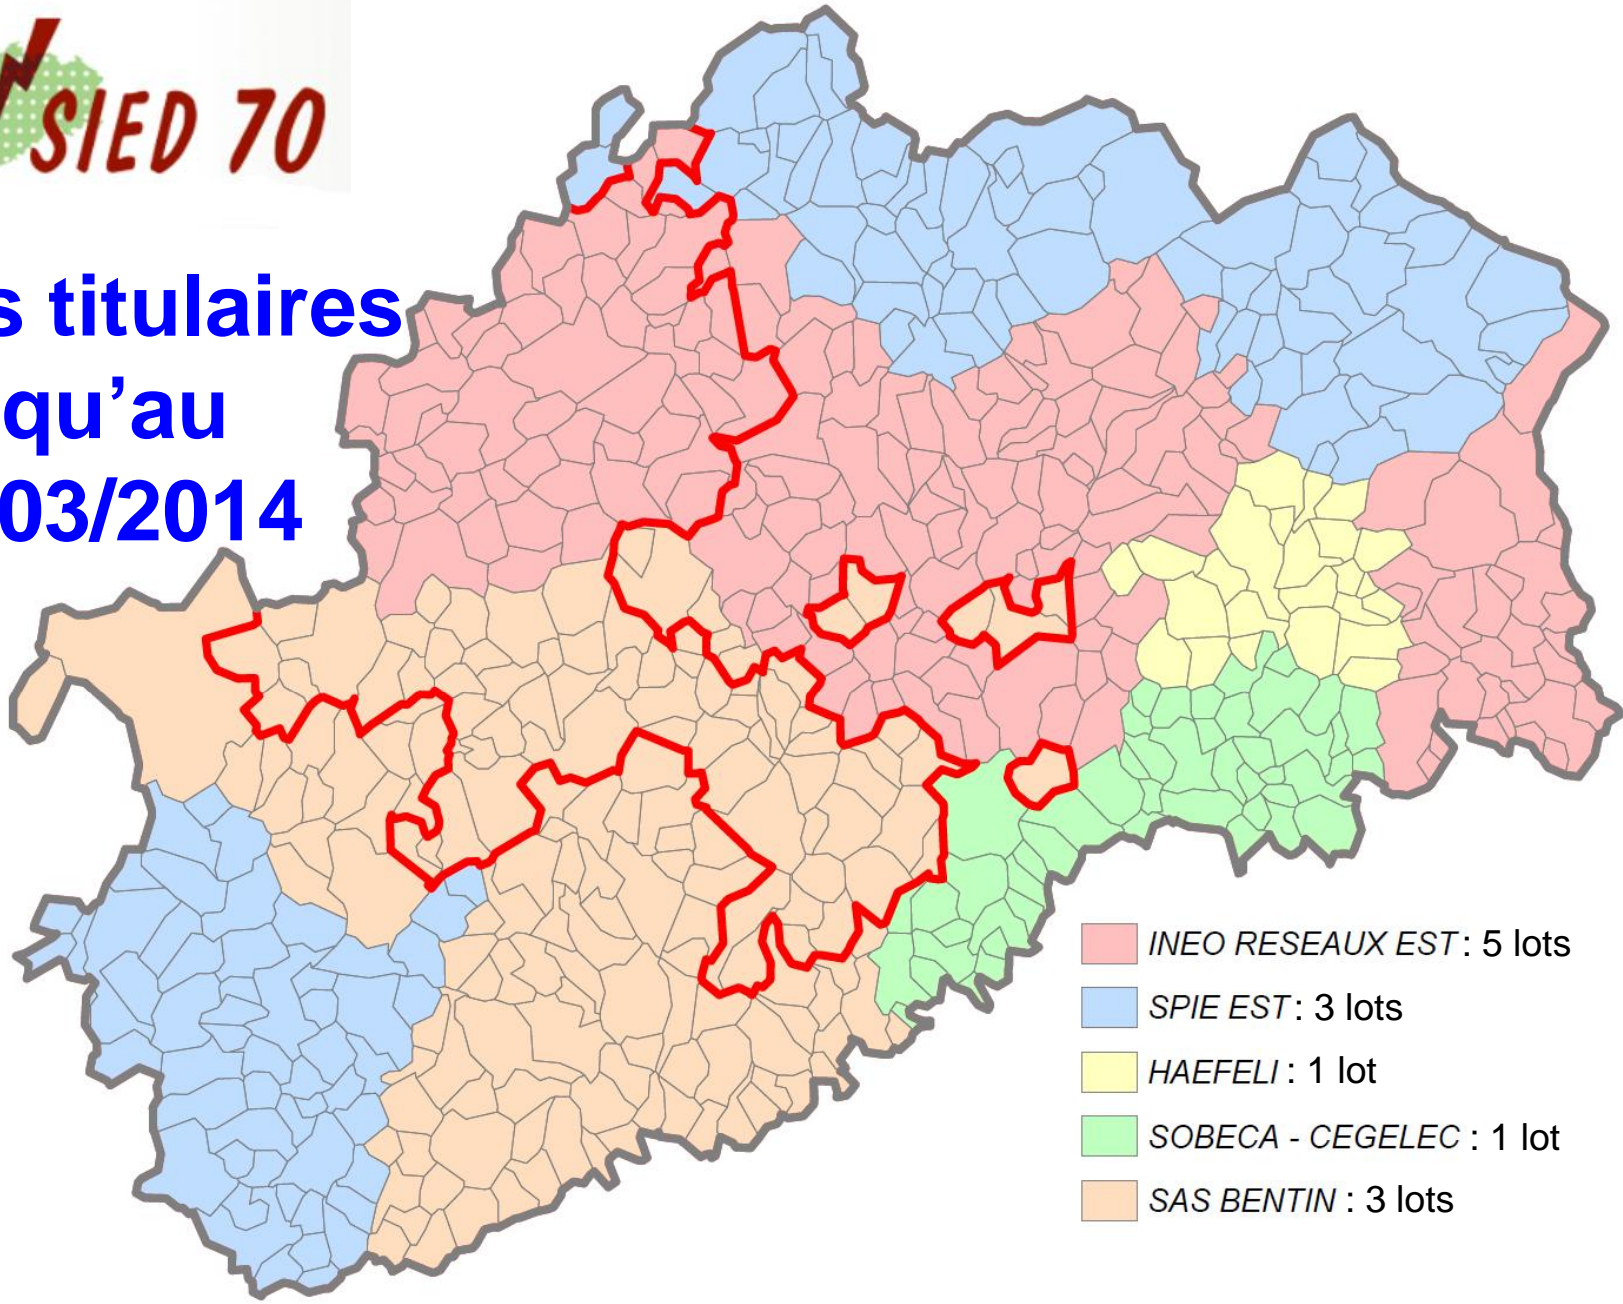 SIED 70
s titulaires
qu’au
03/2014
INEO RESEAUX EST : 5 lots
SPIE EST : 3 lots
HAEFELI : 1 lot
SOBECA - CEGELEC : 1 lot
SAS BENTIN : 3 lots